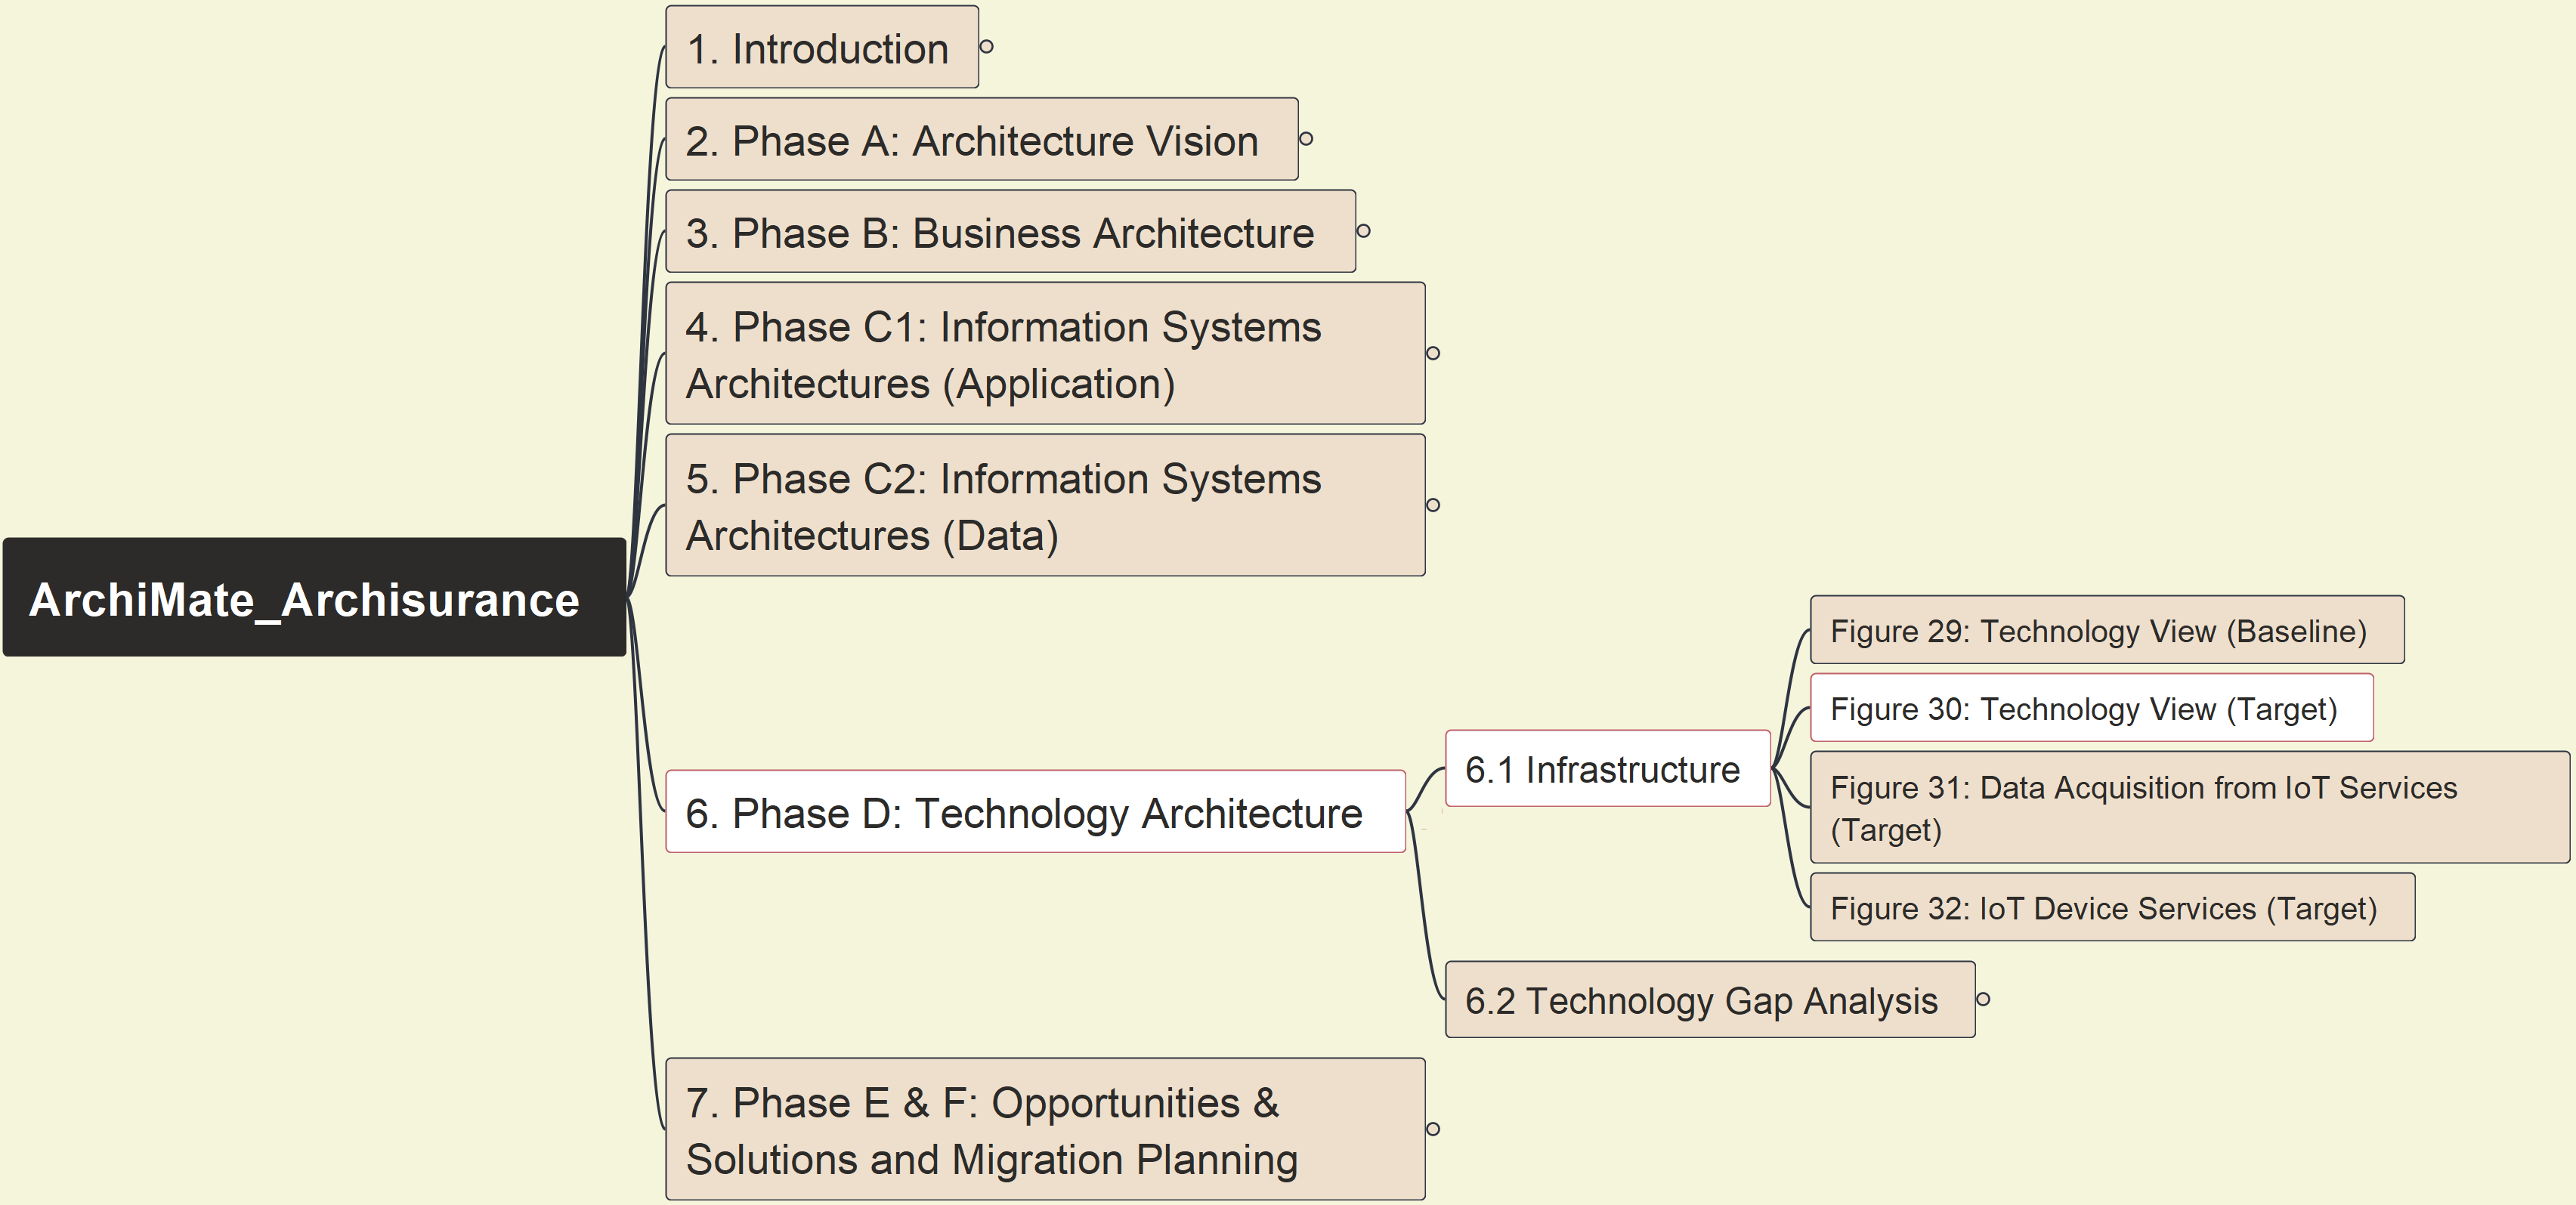 1. Introduction
2. Phase A: Architecture Vision
3. Phase B: Business Architecture
4. Phase C1: Information Systems
Architectures (Application)
5. Phase C2: Information Systems
Architectures (Data)
ArchiMate_Archisurance
6. Phase D: Technology Architecture
6.1 Infrastructure
Figure 29: Technology View (Baseline)
Figure 30: Technology View (Target)
Figure 31: Data Acquisition from IoT Services
(Target)
Figure 32: IoT Device Services (Target)
6.2 Technology Gap Analysis
7. Phase E & F: Opportunities &
Solutions and Migration Planning